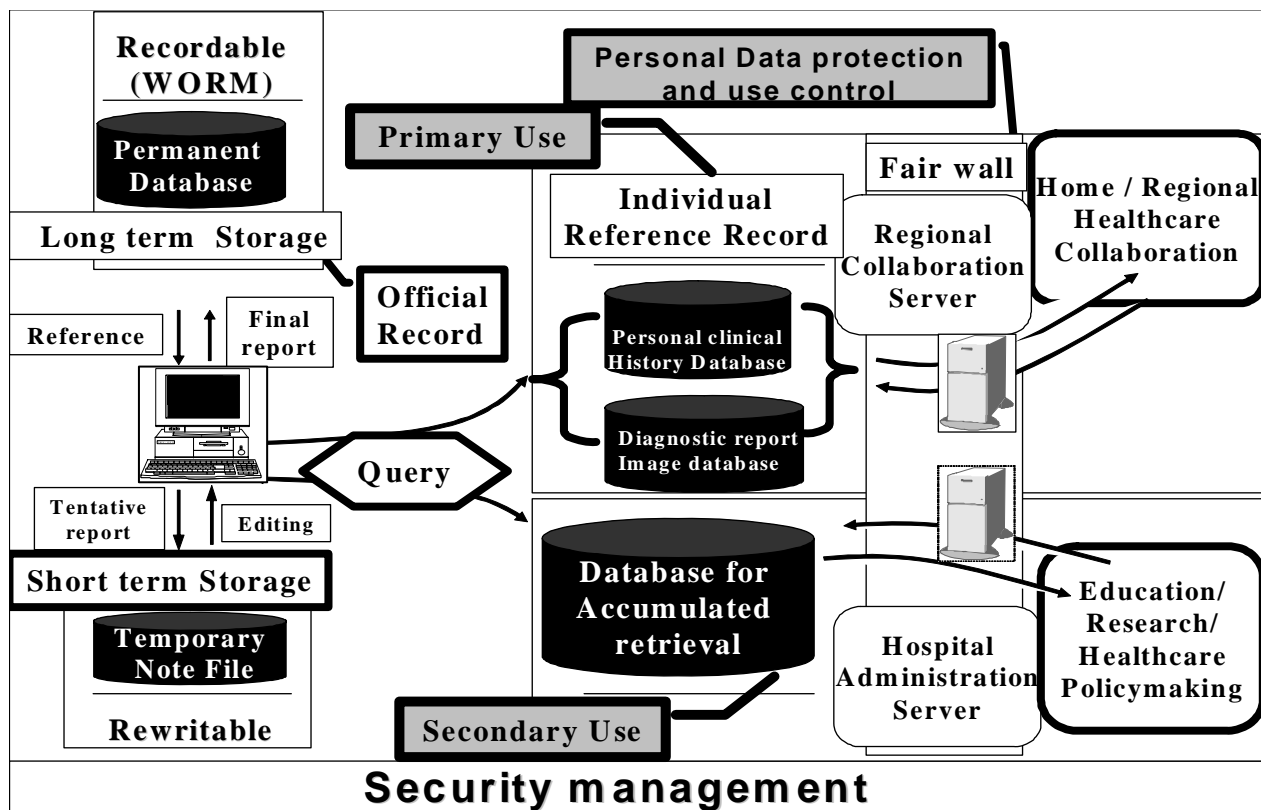 Recordable
(WORM)
Permanent
Database
Long term Storage
Official
Record
Reference
Final
report
Tentative
report
Editing
Short term Storage
Temporary
Note File
Rewritable
Query
Primary Use
Personal Data protection
and use control
Individual
Reference Record
Personal clinical
History Database
Diagnostic report
Image database
Fair wall
Regional
Collaboration
Server
Home / Regional
Healthcare
Collaboration
Database for
Accumulated
retrieval
Secondary Use
Hospital
Administration
Server
Education/
Research/
Healthcare
Policymaking
Security management